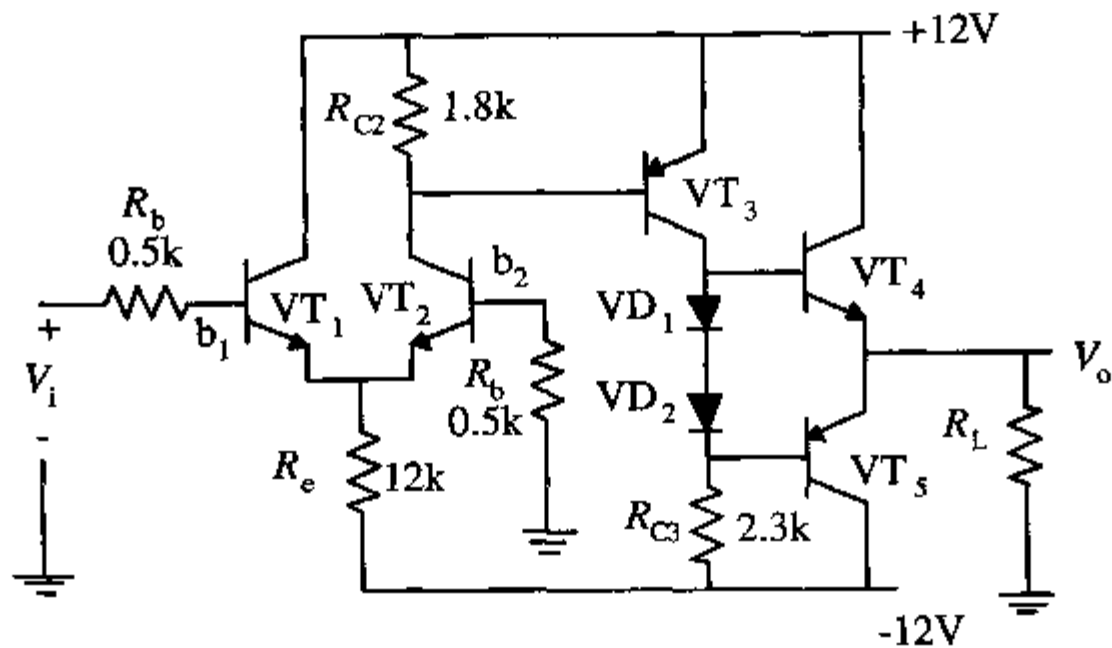 +12V
R_C2 1.8k
R_b
0.5k
VT_3
b_2
VT_1 VT_2
VT_4
VD_1
+
b_1
V_i
-
R_b
0.5k
V_o
VD_2
R_L
R_e 12k
VT_5
R_C3 2.3k
-12V